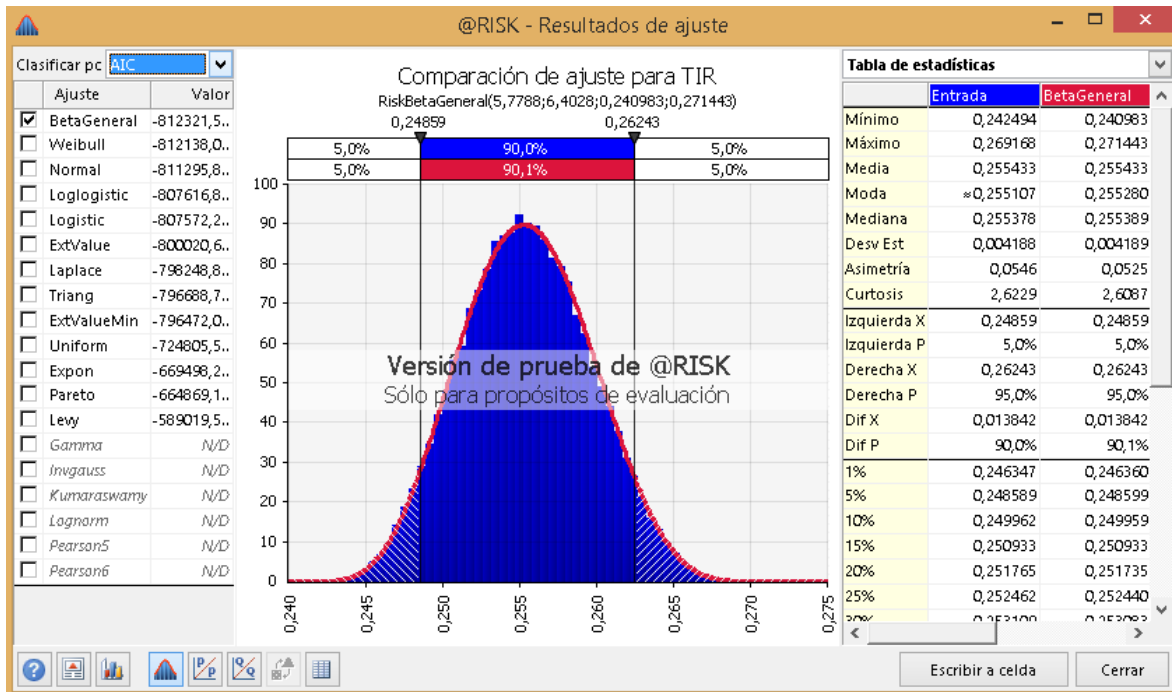 @RISK - Resultados de ajuste
Clasificar pc AIC
Ajuste Valor
BetaGeneral -812321,5..
Weibull -812138,0..
Normal -811295,8..
Loglogistic -807616,8..
Logistic -807572,2..
ExtValue -800020,6..
Laplace -798248,8..
Triang -796688,7..
ExtValueMin -796472,0..
Uniform -724805,5..
Expon -669498,2..
Pareto -664869,1..
Levy -589019,5..
Gamma N/D
Invgauss N/D
Kumaraswamy N/D
Lognorm N/D
Pearson5 N/D
Pearson6 N/D
Comparación de ajuste para TIR
RiskBetaGeneral(5,7788;6,4028;0,240983;0,271443)
0,24859 0,26243
5,0% 90,0% 5,0%
5,0% 90,1% 5,0%
100
90
80
70
60
50
40
30
20
10
0
Versión de prueba de @RISK
Sólo para propósitos de evaluación
0,240 0,245 0,250 0,255 0,260 0,265 0,270 0,275
Tabla de estadísticas
Entrada BetaGeneral
Mínimo 0,242494 0,240983
Máximo 0,269168 0,271443
Media 0,255433 0,255433
Moda ≈0,255107 0,255280
Mediana 0,255378 0,255389
Desv Est 0,004188 0,004189
Asimetría 0,0546 0,0525
Curtosis 2,6229 2,6087
Izquierda X 0,24859 0,24859
Izquierda P 5,0% 5,0%
Derecha X 0,26243 0,26243
Derecha P 95,0% 95,0%
Dif X 0,013842 0,013842
Dif P 90,0% 90,1%
1% 0,246347 0,246360
5% 0,248589 0,248599
10% 0,249962 0,249959
15% 0,250933 0,250933
20% 0,251765 0,251735
25% 0,252462 0,252440
Escribir a celda
Cerrar